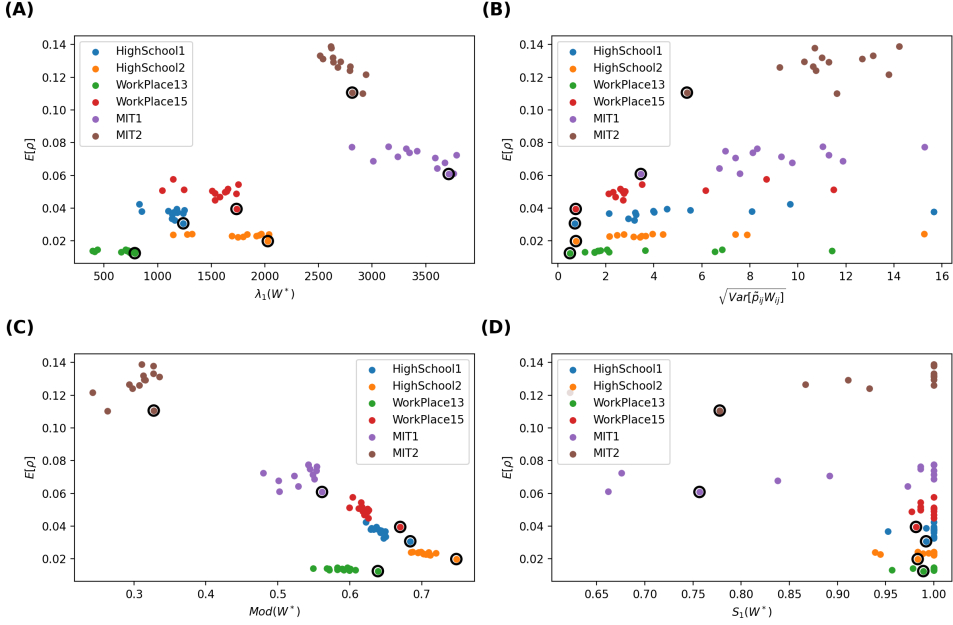 (A)
0.14
0.12
0.10
0.08
0.06
0.04
0.02
E[ρ]
HighSchool1
HighSchool2
WorkPlace13
WorkPlace15
MIT1
MIT2
500 1000 1500 2000 2500 3000 3500
λ₁(W*)
(B)
0.14
0.12
0.10
0.08
0.06
0.04
0.02
E[ρ]
HighSchool1
HighSchool2
WorkPlace13
WorkPlace15
MIT1
MIT2
0 2 4 6 8 10 12 14 16
√Var[p̃ᵢⱼWᵢⱼ]
(C)
0.14
0.12
0.10
0.08
0.06
0.04
0.02
E[ρ]
HighSchool1
HighSchool2
WorkPlace13
WorkPlace15
MIT1
MIT2
0.3 0.4 0.5 0.6 0.7
Mod(W*)
(D)
0.14
0.12
0.10
0.08
0.06
0.04
0.02
E[ρ]
HighSchool1
HighSchool2
WorkPlace13
WorkPlace15
MIT1
MIT2
0.65 0.70 0.75 0.80 0.85 0.90 0.95 1.00
S₁(W*)